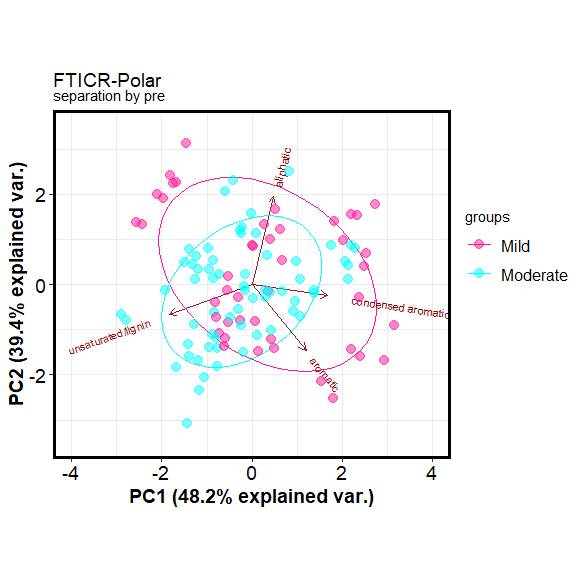 FTICR-Polar
separation by pre
aliphatic
condensed aromatic
unsaturated/lignin
aromatic
2
0
-2
-4
-2
0
2
4
PC1 (48.2% explained var.)
PC2 (39.4% explained var.)
groups
Mild
Moderate